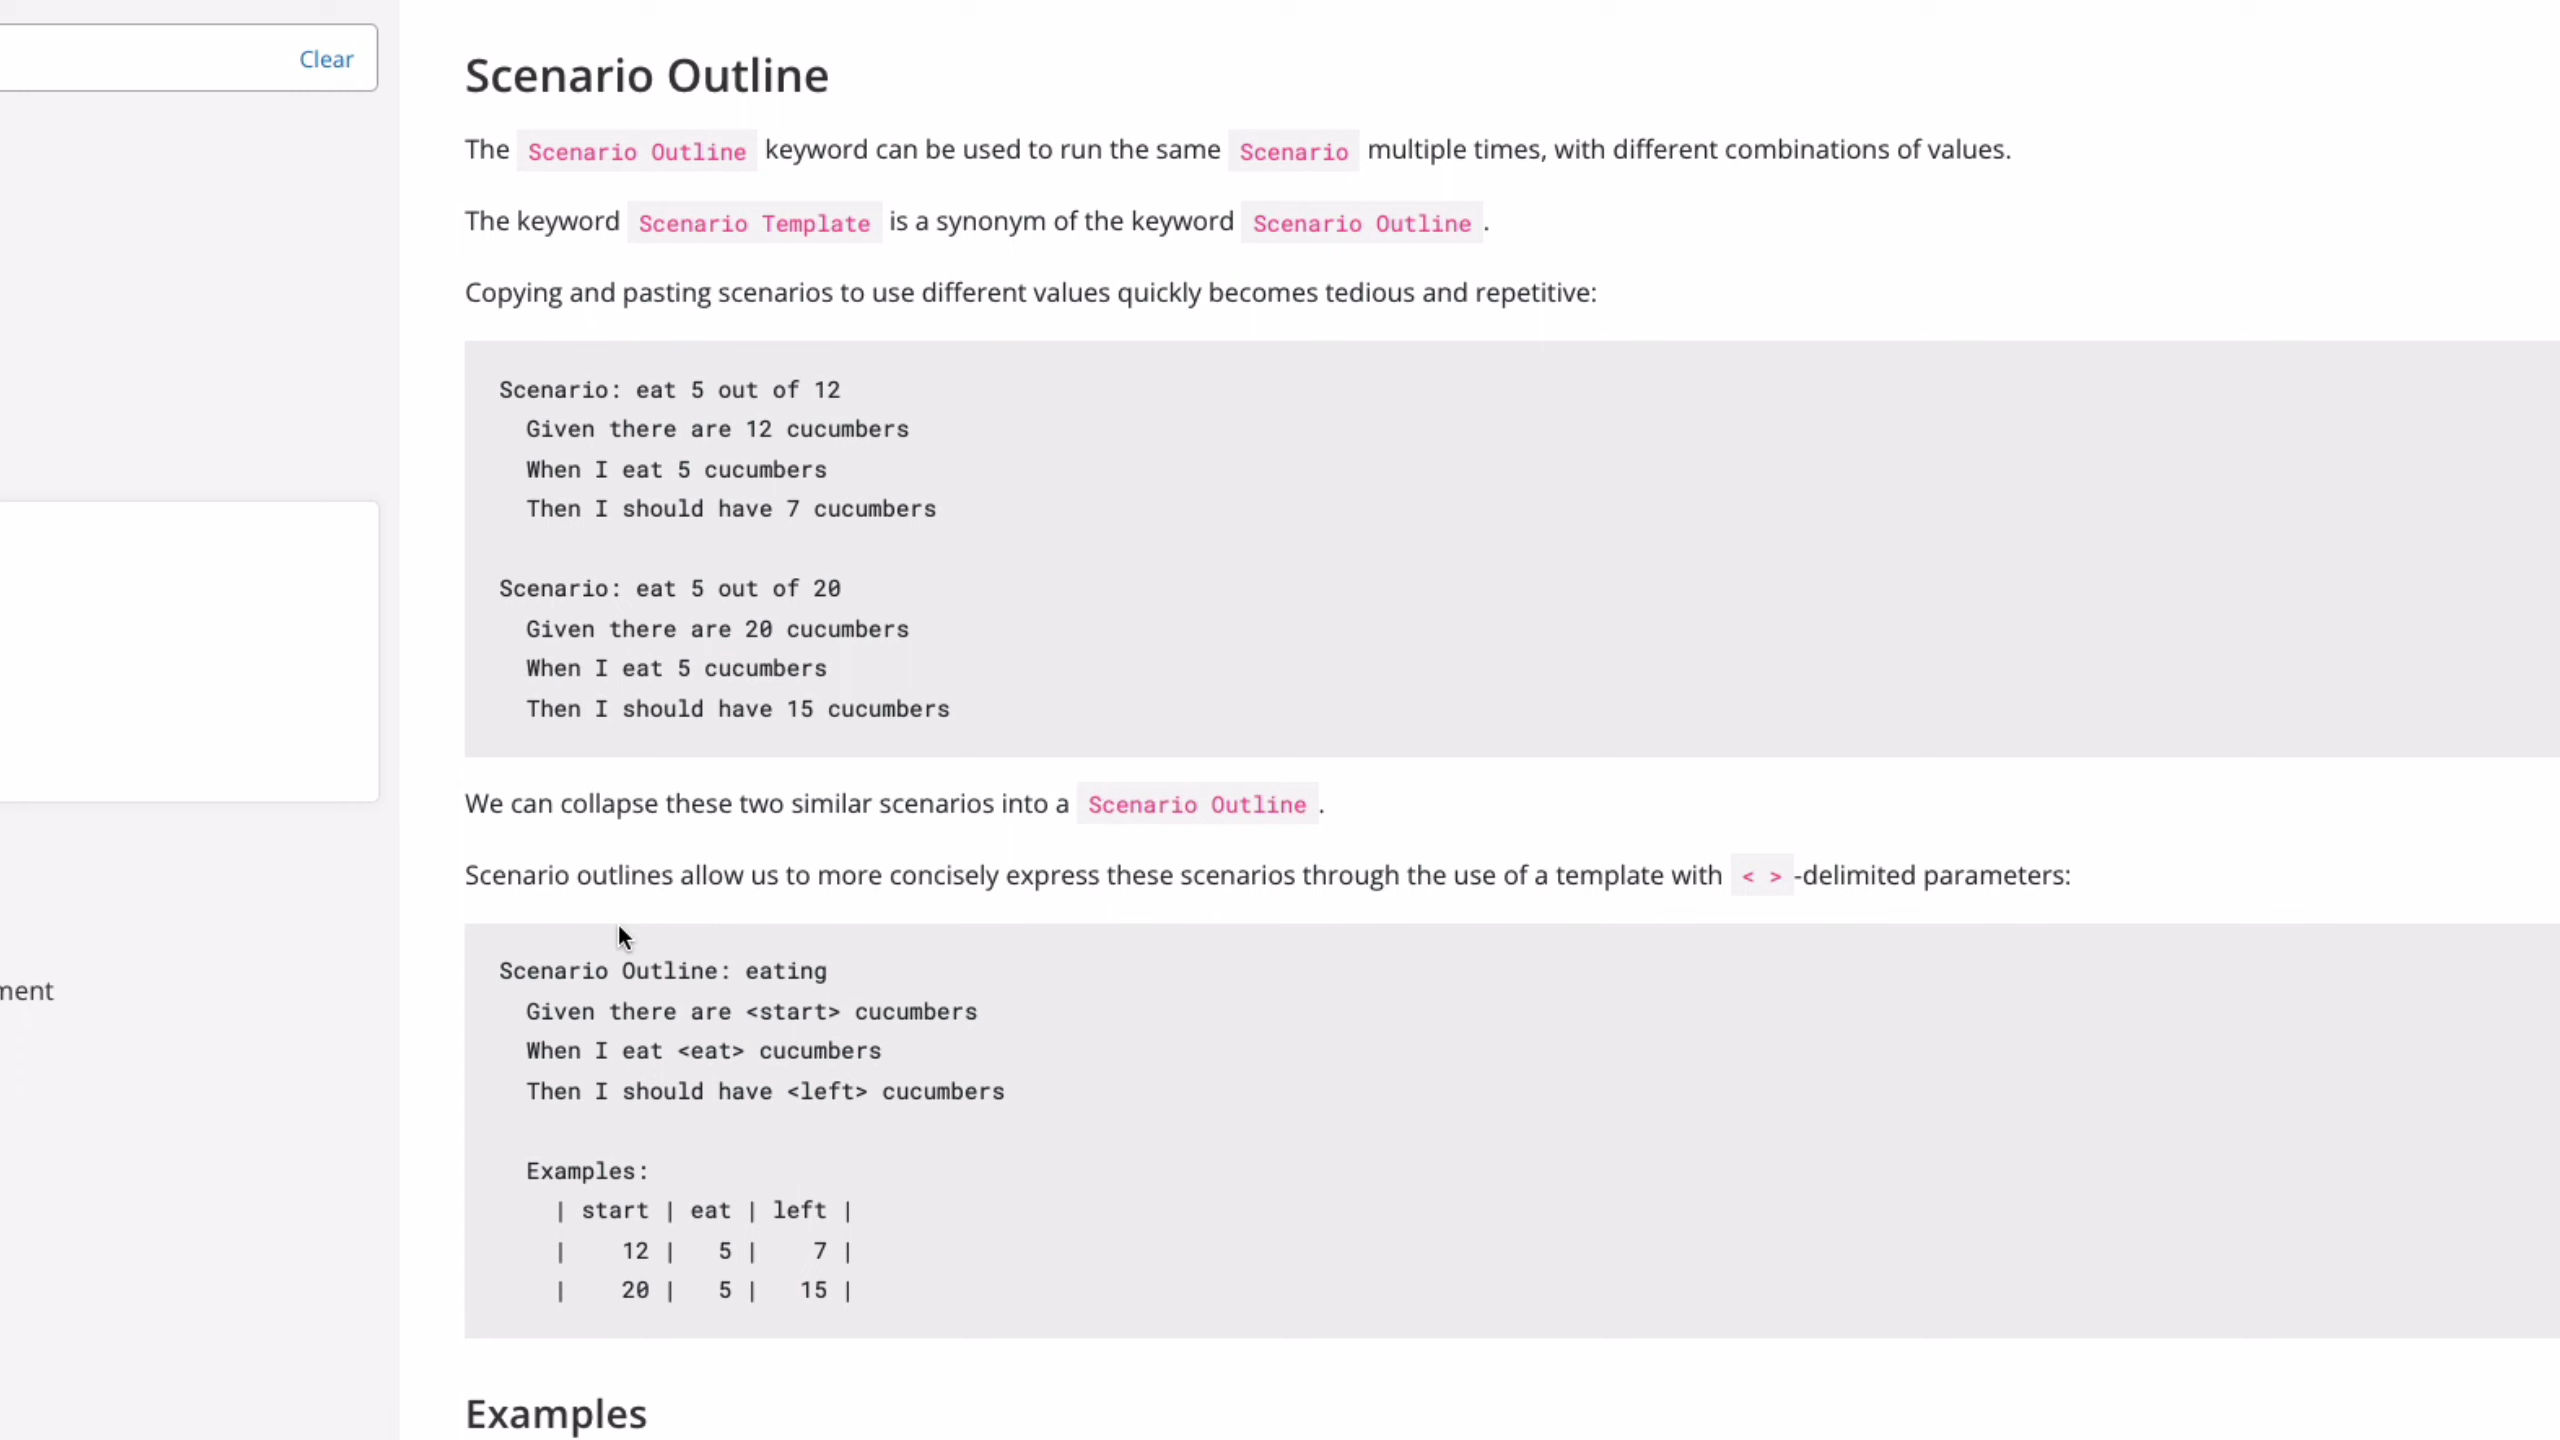 Clear
Scenario Outline
The Scenario Outline keyword can be used to run the same Scenario multiple times, with different combinations of values.
The keyword Scenario Template is a synonym of the keyword Scenario Outline.
Copying and pasting scenarios to use different values quickly becomes tedious and repetitive:
Scenario: eat 5 out of 12
  Given there are 12 cucumbers
  When I eat 5 cucumbers
  Then I should have 7 cucumbers
Scenario: eat 5 out of 20
  Given there are 20 cucumbers
  When I eat 5 cucumbers
  Then I should have 15 cucumbers
We can collapse these two similar scenarios into a Scenario Outline.
Scenario outlines allow us to more concisely express these scenarios through the use of a template with < >-delimited parameters:
ment
Scenario Outline: eating
  Given there are <start> cucumbers
  When I eat <eat> cucumbers
  Then I should have <left> cucumbers
  Examples:
    | start | eat | left |
    |    12 |   5 |    7 |
    |    20 |   5 |   15 |
Examples